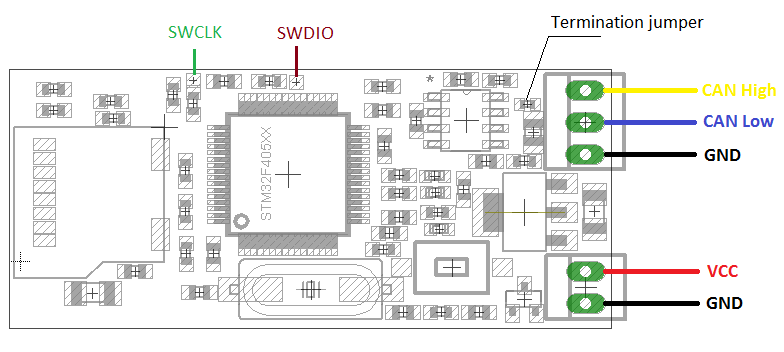 Termination jumper
SWCLK
SWDIO
*
CAN High
CAN Low
GND
STM32F405XX
VCC
GND